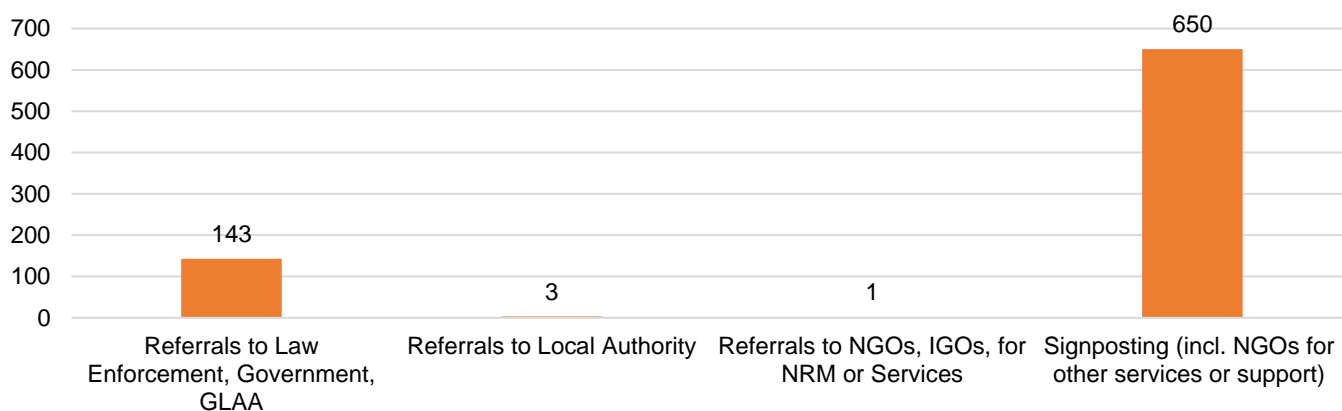 700
650
600
500
400
300
200
143
100
3
1
0
Referrals to Law
Enforcement, Government,
GLAA
Referrals to Local Authority
Referrals to NGOs, IGOs, for
NRM or Services
Signposting (incl. NGOs for
other services or support)